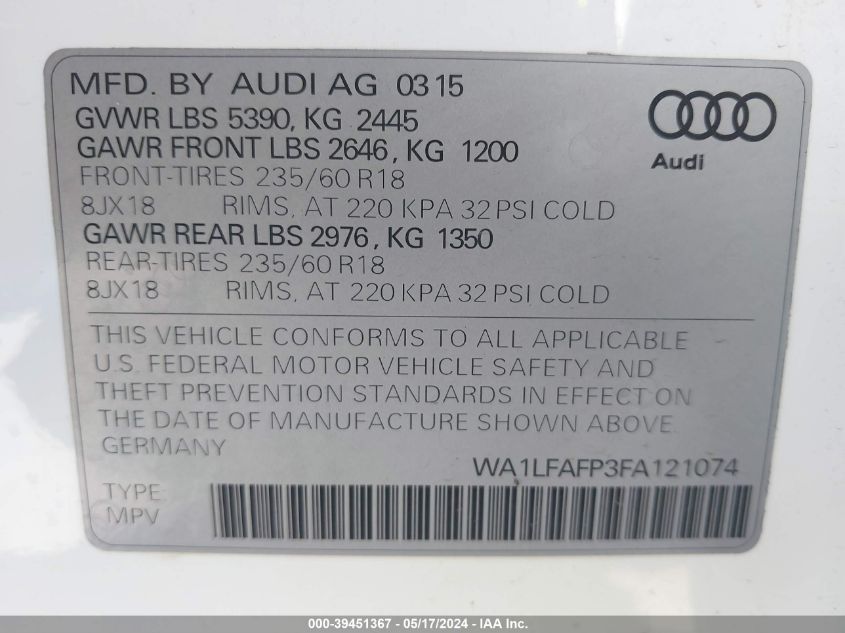 MFD. BY AUDI AG 0315
GVWR LBS 5390, KG 2445
GAWR FRONT LBS 2646, KG 1200
FRONT-TIRES 235/60 R18
8JX18 RIMS, AT 220 KPA 32 PSI COLD
GAWR REAR LBS 2976, KG 1350
REAR-TIRES 235/60 R18
8JX18 RIMS, AT 220 KPA 32 PSI COLD
Audi
THIS VEHICLE CONFORMS TO ALL APPLICABLE
U.S. FEDERAL MOTOR VEHICLE SAFETY AND
THEFT PREVENTION STANDARDS IN EFFECT ON
THE DATE OF MANUFACTURE SHOWN ABOVE.
GERMANY
WA1LFAFP3FA121074
TYPE:
MPV
000-39451367 - 05/17/2024 - IAA Inc.